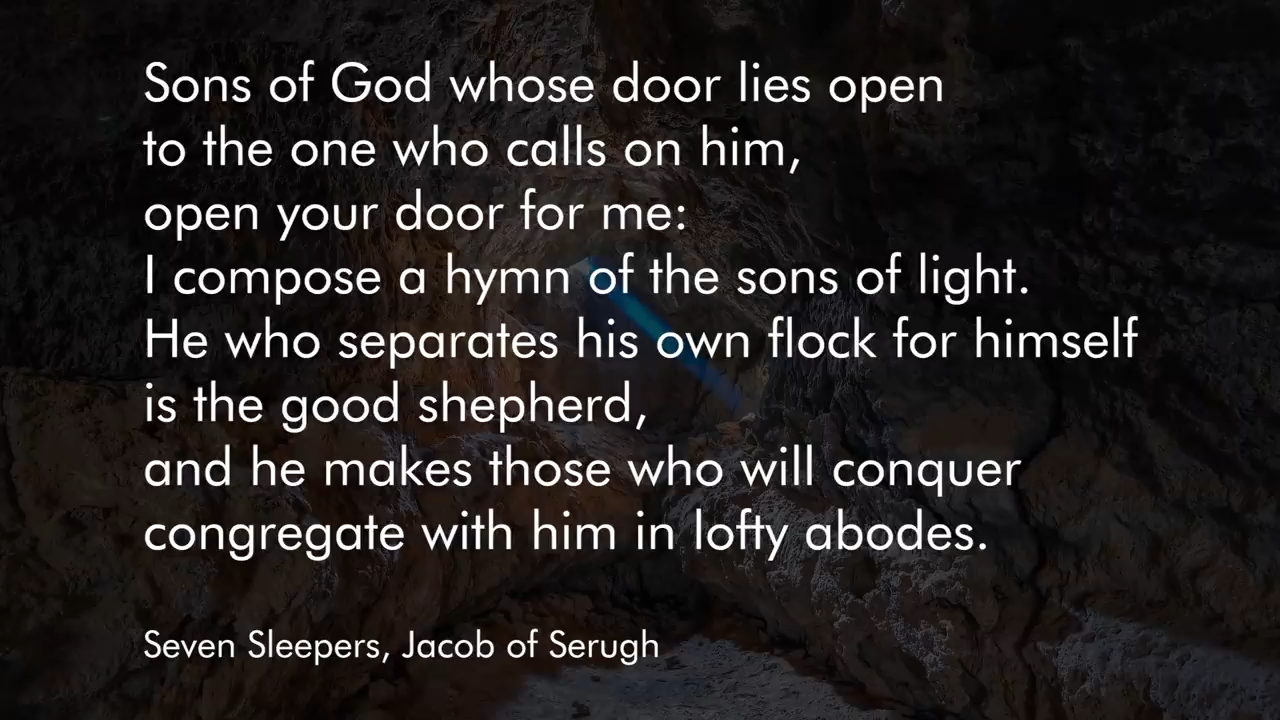 Sons of God whose door lies open
to the one who calls on him,
open your door for me:
I compose a hymn of the sons of light.
He who separates his own flock for himself
is the good shepherd,
and he makes those who will conquer
congregate with him in lofty abodes.
Seven Sleepers, Jacob of Serugh